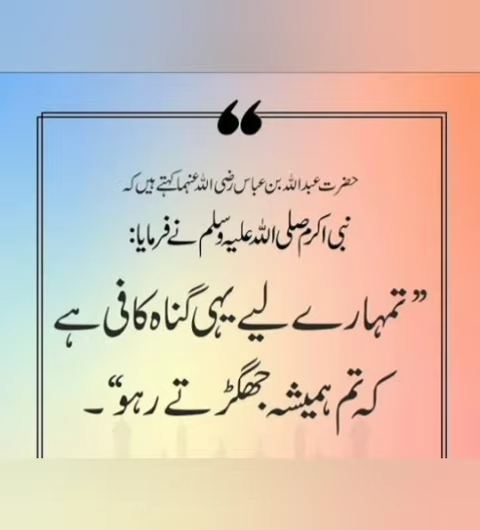 حضرت عبداللہ بن عباس رضی اللہ عنہما کہتے ہیں کہ
نبی اکرم صلی اللہ علیہ وسلم نے فرمایا:
”تمہارے لیے یہی گناہ کافی ہے
کہ تم ہمیشہ جھگڑتے رہو“۔